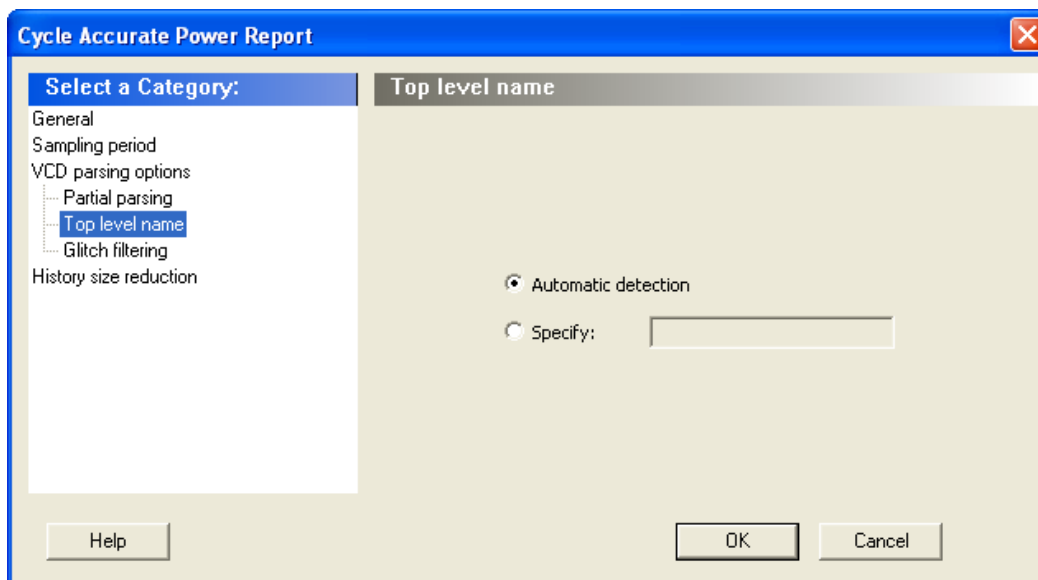 Cycle Accurate Power Report
Select a Category:
General
Sampling period
VCD parsing options
Partial parsing
Top level name
Glitch filtering
History size reduction
Top level name
Automatic detection
Specify:
Help
OK
Cancel